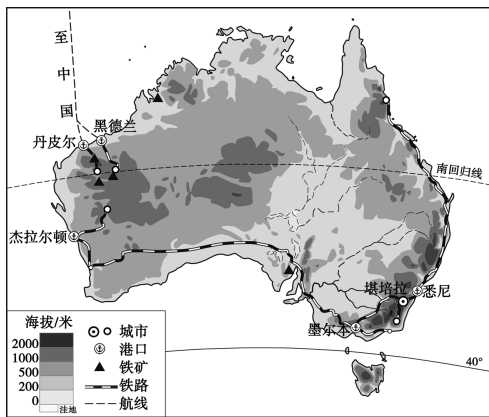 至
中
国
丹皮尔
黑德兰
南回归线
杰拉尔顿
堪培拉
悉尼
墨尔本
40°
海拔/米
2000
1000
500
200
0
洼地
城市
港口
铁矿
铁路
航线